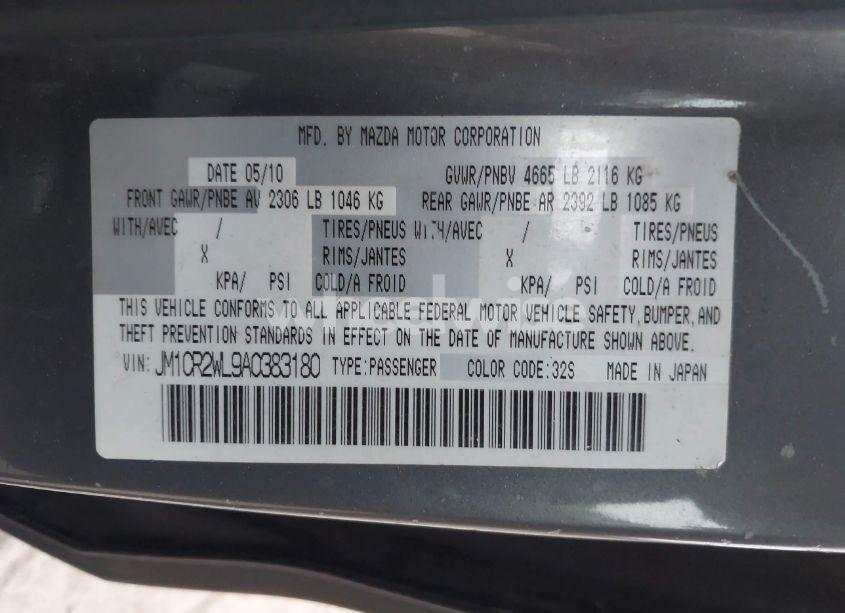 MFD. BY MAZDA MOTOR CORPORATION
DATE 05/10 GVWR/PNBV 4665 LB 2116 KG
FRONT GAWR/PNBE AV 2306 LB 1046 KG REAR GAWR/PNBE AR 2392 LB 1085 KG
WITH/AVEC / TIRES/PNEUS WITH/AVEC / TIRES/PNEUS
X RIMS/JANTES X RIMS/JANTES
KPA/ PSI COLD/A FROID KPA/ PSI COLD/A FROID
THIS VEHICLE CONFORMS TO ALL APPLICABLE FEDERAL MOTOR VEHICLE SAFETY, BUMPER, AND
THEFT PREVENTION STANDARDS IN EFFECT ON THE DATE OF MANUFACTURE SHOWN ABOVE.
VIN: JM1CR2WL9A0383180 TYPE:PASSENGER COLOR CODE:32S MADE IN JAPAN